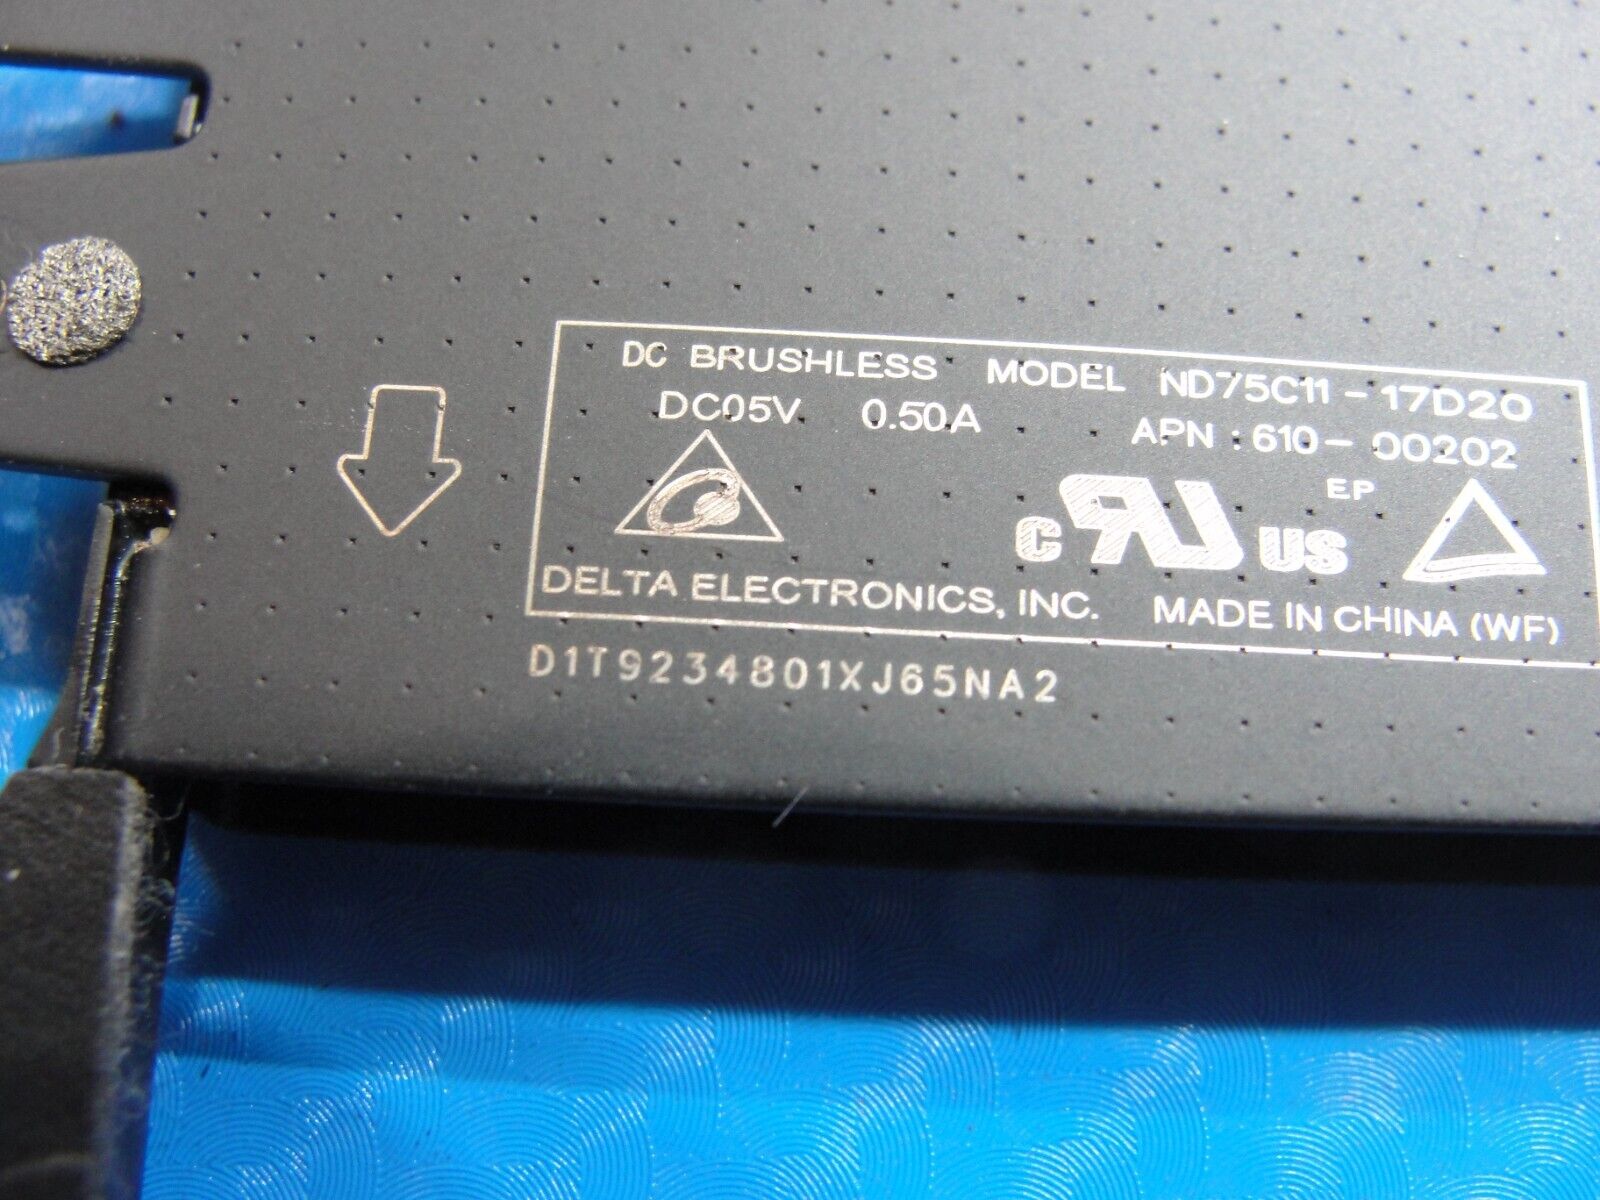 DC BRUSHLESS MODEL ND75C11-17D20
DC05V 0.50A APN : 610-00202
EP
c RU US
DELTA ELECTRONICS, INC. MADE IN CHINA (WF)
D1T9234801XJ65NA2